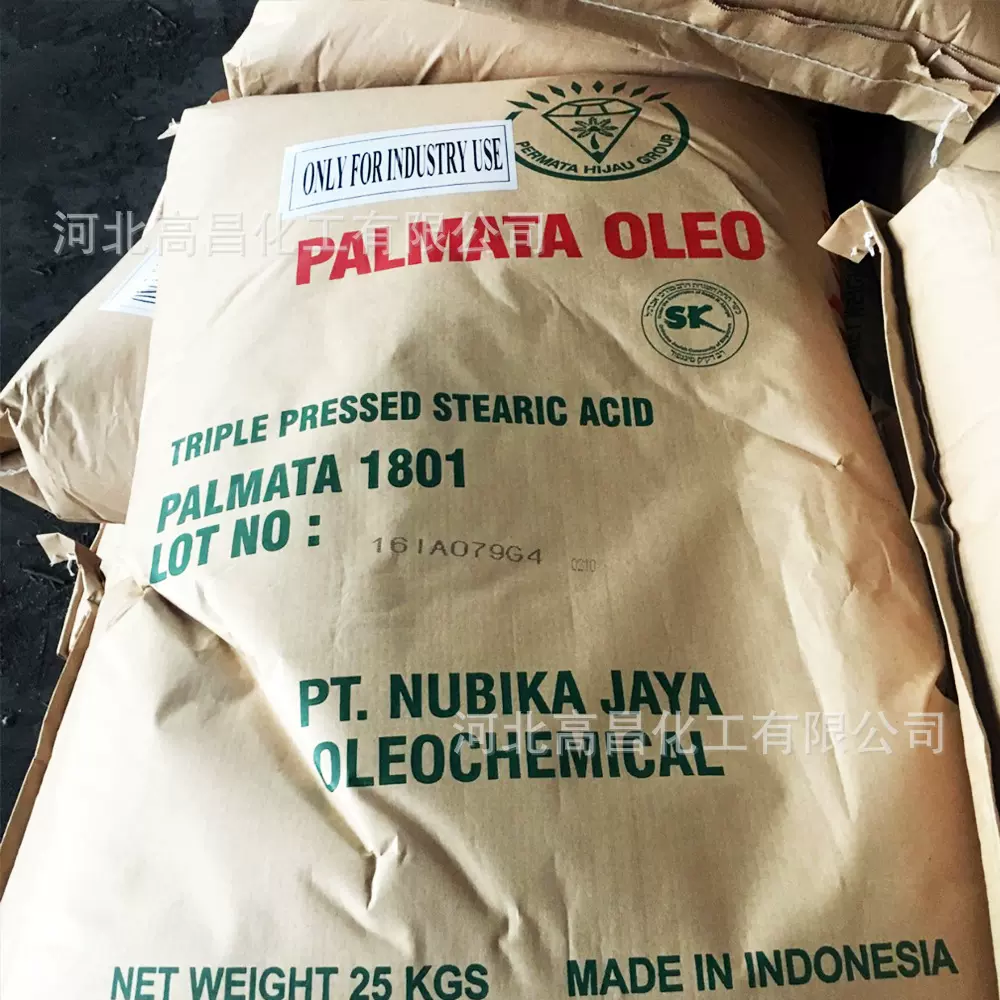 PERMATA HIJAU GROUP
ONLY FOR INDUSTRY USE
河北高昌化工有限公司
PALMATA OLEO
SK
TRIPLE PRESSED STEARIC ACID
PALMATA 1801
LOT NO :
16IA079G4 0210
PT. NUBIKA JAYA
河北高昌化工有限公司
OLEOCHEMICAL
NET WEIGHT 25 KGS
MADE IN INDONESIA